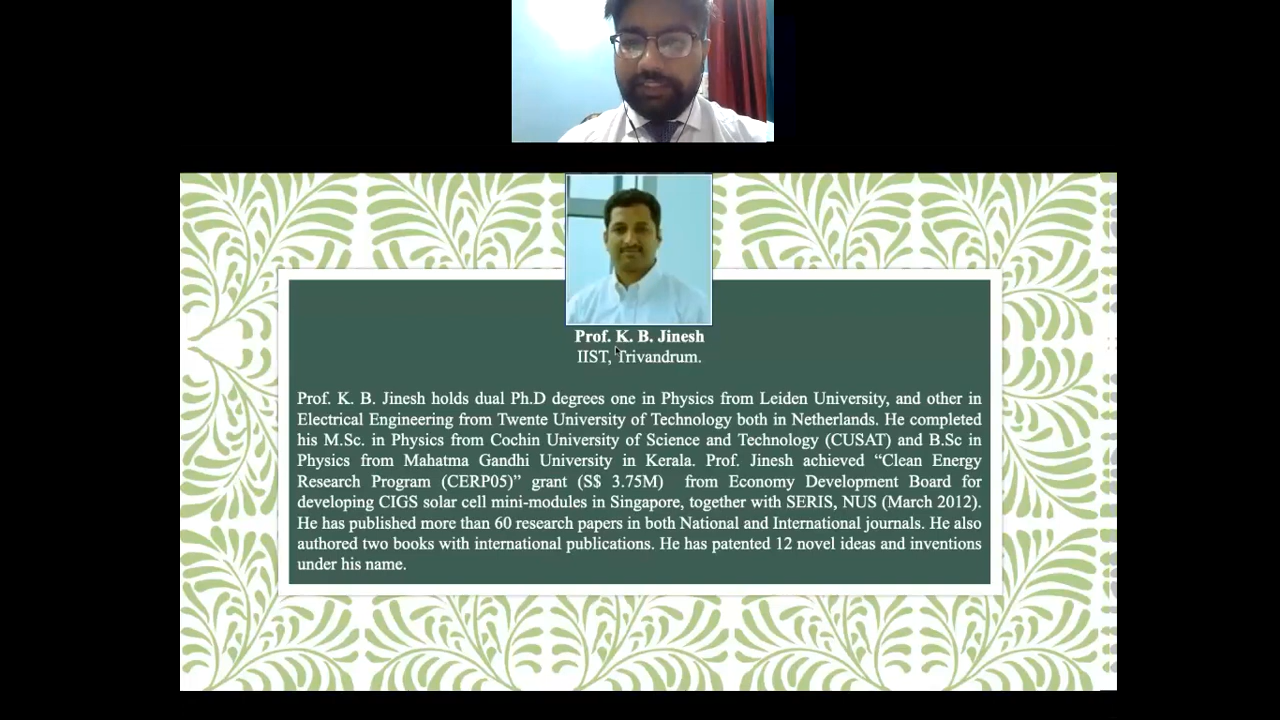 Prof. K. B. Jinesh
IIST, Trivandrum.
Prof. K. B. Jinesh holds dual Ph.D degrees one in Physics from Leiden University, and other in
Electrical Engineering from Twente University of Technology both in Netherlands. He completed
his M.Sc. in Physics from Cochin University of Science and Technology (CUSAT) and B.Sc in
Physics from Mahatma Gandhi University in Kerala. Prof. Jinesh achieved “Clean Energy
Research Program (CERP05)” grant (S$ 3.75M) from Economy Development Board for
developing CIGS solar cell mini-modules in Singapore, together with SERIS, NUS (March 2012).
He has published more than 60 research papers in both National and International journals. He also
authored two books with international publications. He has patented 12 novel ideas and inventions
under his name.